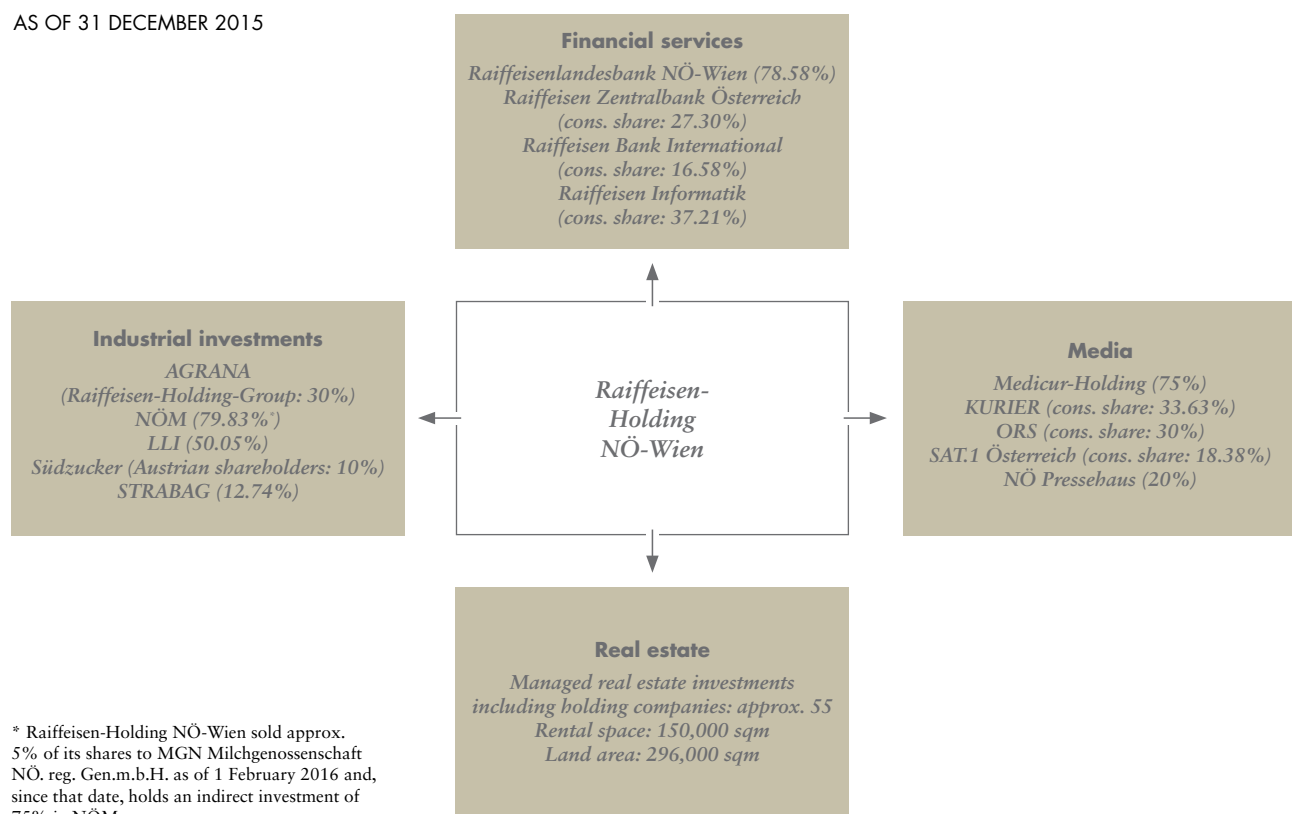 AS OF 31 DECEMBER 2015
Financial services
Raiffeisenlandesbank NÖ-Wien (78.58%)
Raiffeisen Zentralbank Österreich
(cons. share: 27.30%)
Raiffeisen Bank International
(cons. share: 16.58%)
Raiffeisen Informatik
(cons. share: 37.21%)
Industrial investments
AGRANA
(Raiffeisen-Holding-Group: 30%)
NÖM (79.83%*)
LLI (50.05%)
Südzucker (Austrian shareholders: 10%)
STRABAG (12.74%)
Raiffeisen-
Holding
NÖ-Wien
Media
Medicur-Holding (75%)
KURIER (cons. share: 33.63%)
ORS (cons. share: 30%)
SAT.1 Österreich (cons. share: 18.38%)
NÖ Pressehaus (20%)
Real estate
Managed real estate investments
including holding companies: approx. 55
Rental space: 150,000 sqm
Land area: 296,000 sqm
* Raiffeisen-Holding NÖ-Wien sold approx.
5% of its shares to MGN Milchgenossenschaft
NÖ. reg. Gen.m.b.H. as of 1 February 2016 and,
since that date, holds an indirect investment of